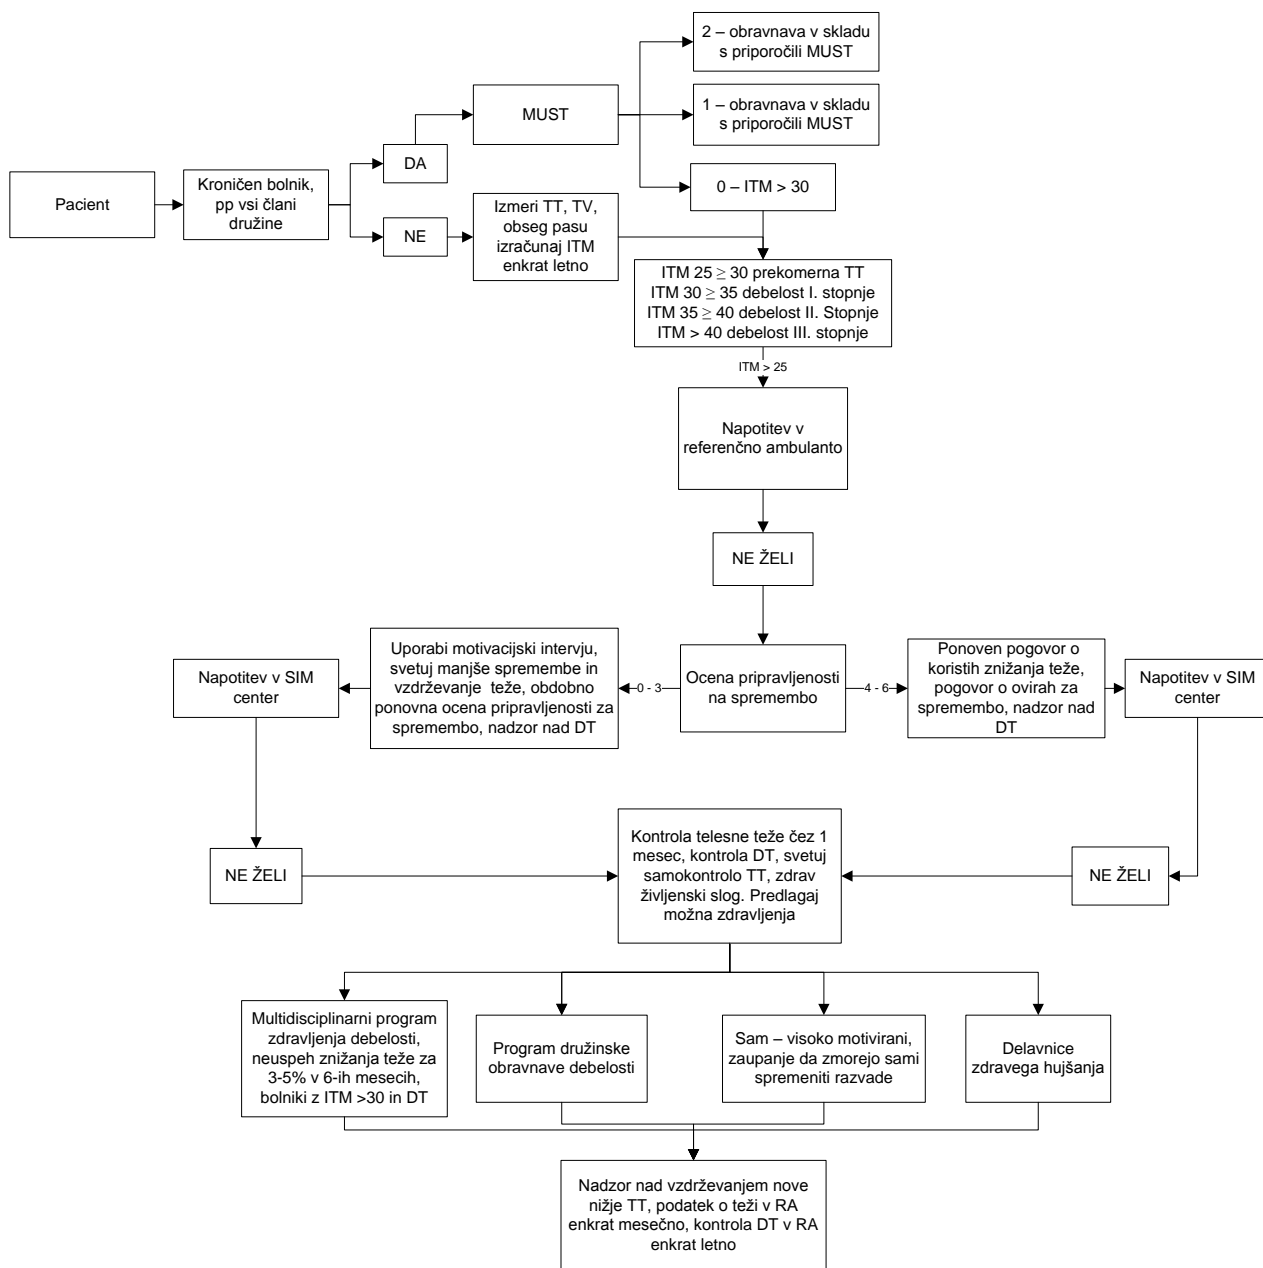 2 – obravnava v skladu
s priporočili MUST
MUST
1 – obravnava v skladu
s priporočili MUST
DA
Pacient
Kroničen bolnik,
pp vsi člani
družine
0 – ITM > 30
NE
Izmeri TT, TV,
obseg pasu
izračunaj ITM
enkrat letno
ITM 25 ≥ 30 prekomerna TT
ITM 30 ≥ 35 debelost I. stopnje
ITM 35 ≥ 40 debelost II. Stopnje
ITM > 40 debelost III. stopnje
ITM > 25
Napotitev v
referenčno ambulanto
NE ŽELI
Napotitev v SIM
center
Uporabi motivacijski intervju,
svetuj manjše spremembe in
vzdrževanje teže, obdobno
ponovna ocena pripravljenosti za
spremembo, nadzor nad DT
0 - 3
Ocena pripravljenosti
na spremembo
4 - 6
Ponoven pogovor o
koristih znižanja teže,
pogovor o ovirah za
spremembo, nadzor nad
DT
Napotitev v SIM
center
NE ŽELI
Kontrola telesne teže čez 1
mesec, kontrola DT, svetuj
samokontrolo TT, zdrav
življenski slog. Predlagaj
možna zdravljenja
NE ŽELI
Multidisciplinarni program
zdravljenja debelosti,
neuspeh znižanja teže za
3-5% v 6-ih mesecih,
bolniki z ITM >30 in DT
Program družinske
obravnave debelosti
Sam – visoko motivirani,
zaupanje da zmorejo sami
spremeniti razvade
Delavnice
zdravega hujšanja
Nadzor nad vzdrževanjem nove
nižje TT, podatek o teži v RA
enkrat mesečno, kontrola DT v RA
enkrat letno